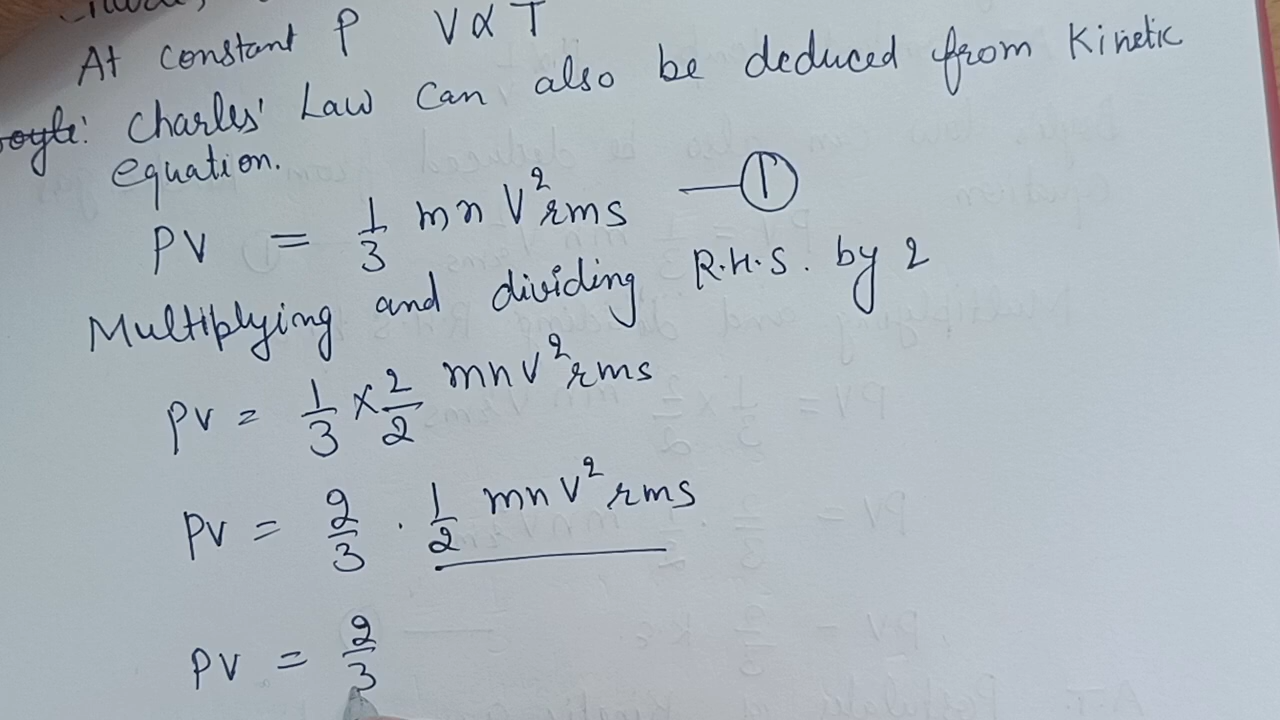 At constant P V ∝ T
Charles' Law Can also be deduced from Kinetic
equation.
PV = 1/3 mn V²rms —①
Multiplying and dividing R.H.S. by 2
PV = 1/3 × 2/2 mnV²rms
PV = 2/3 . 1/2 mnV²rms
PV = 2/3